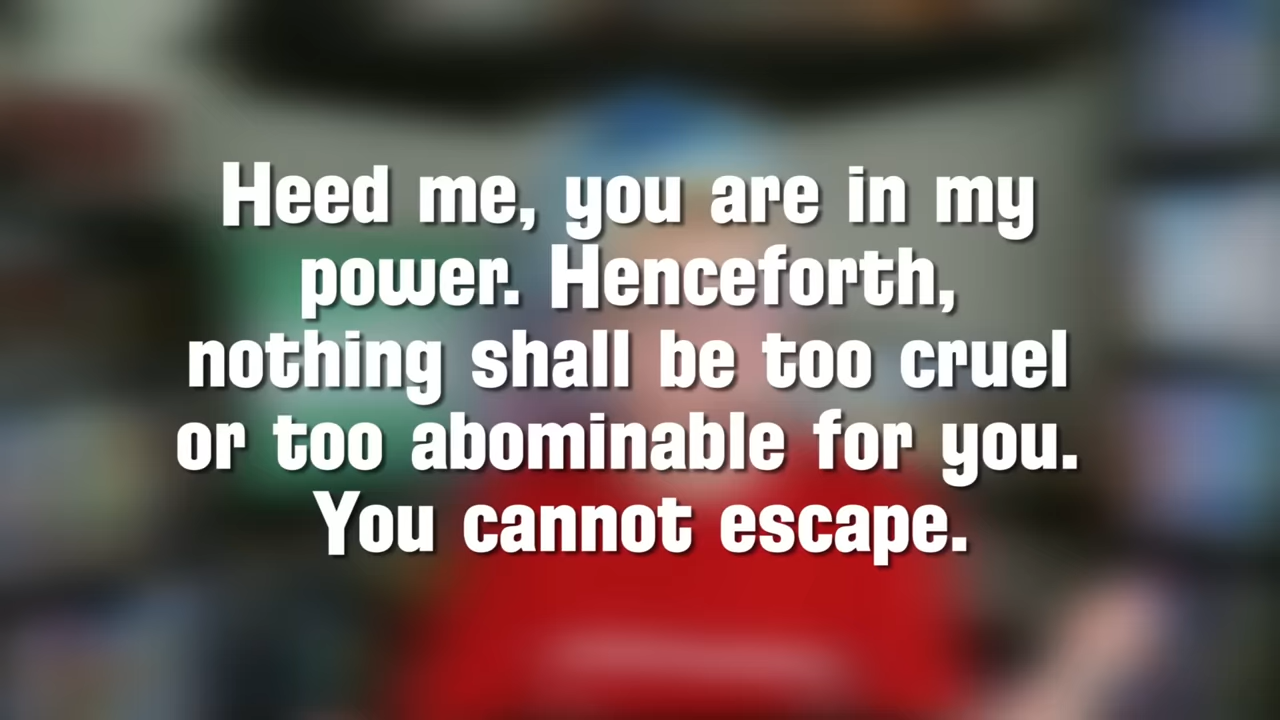 Heed me, you are in my
power. Henceforth,
nothing shall be too cruel
or too abominable for you.
You cannot escape.